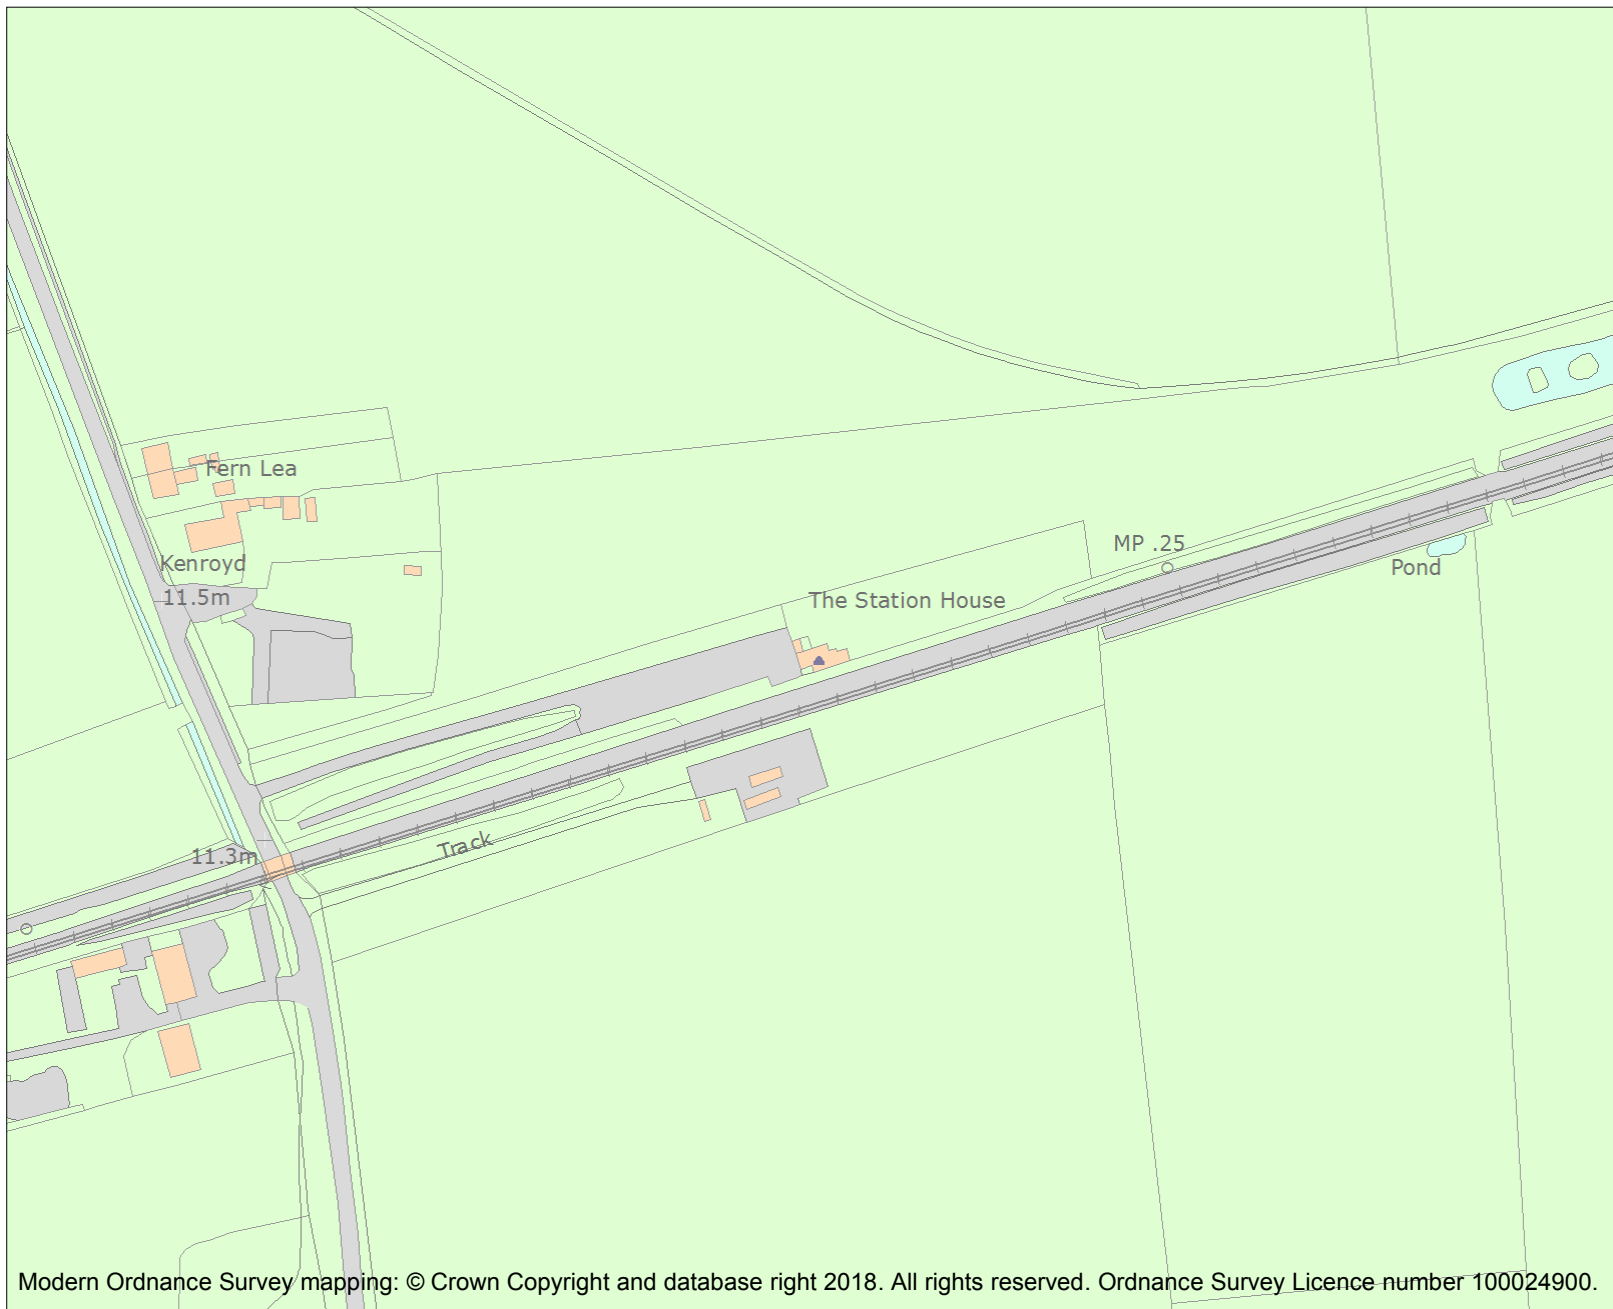 Fern Lea
MP .25
Kenroyd
Pond
11.5m
The Station House
Track
11.3m
Modern Ordnance Survey mapping: © Crown Copyright and database right 2018. All rights reserved. Ordnance Survey Licence number 100024900.